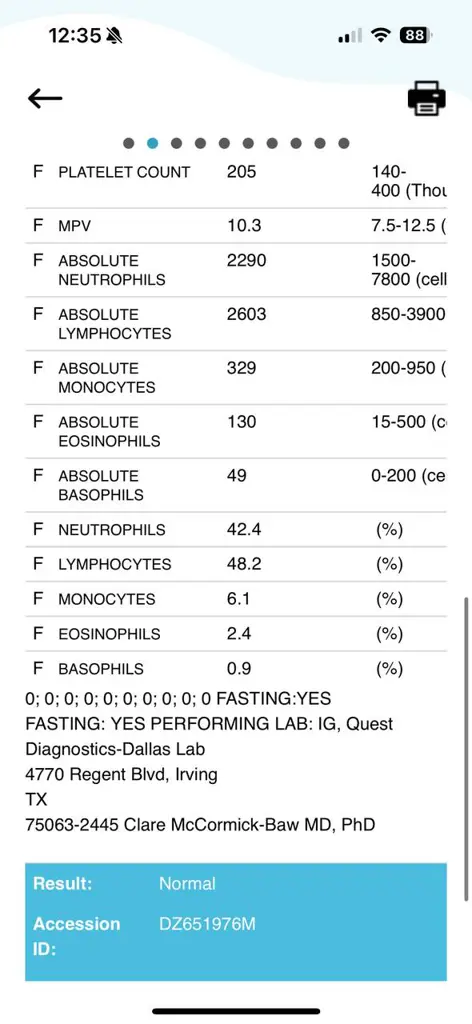 12:35
88
F PLATELET COUNT 205 140-
400 (Thou
F MPV 10.3 7.5-12.5 (
F ABSOLUTE 2290 1500-
NEUTROPHILS 7800 (cell
F ABSOLUTE 2603 850-3900
LYMPHOCYTES
F ABSOLUTE 329 200-950 (
MONOCYTES
F ABSOLUTE 130 15-500 (c
EOSINOPHILS
F ABSOLUTE 49 0-200 (ce
BASOPHILS
F NEUTROPHILS 42.4 (%)
F LYMPHOCYTES 48.2 (%)
F MONOCYTES 6.1 (%)
F EOSINOPHILS 2.4 (%)
F BASOPHILS 0.9 (%)
0; 0; 0; 0; 0; 0; 0; 0; 0; 0 FASTING:YES
FASTING: YES PERFORMING LAB: IG, Quest
Diagnostics-Dallas Lab
4770 Regent Blvd, Irving
TX
75063-2445 Clare McCormick-Baw MD, PhD
Result: Normal
Accession DZ651976M
ID: